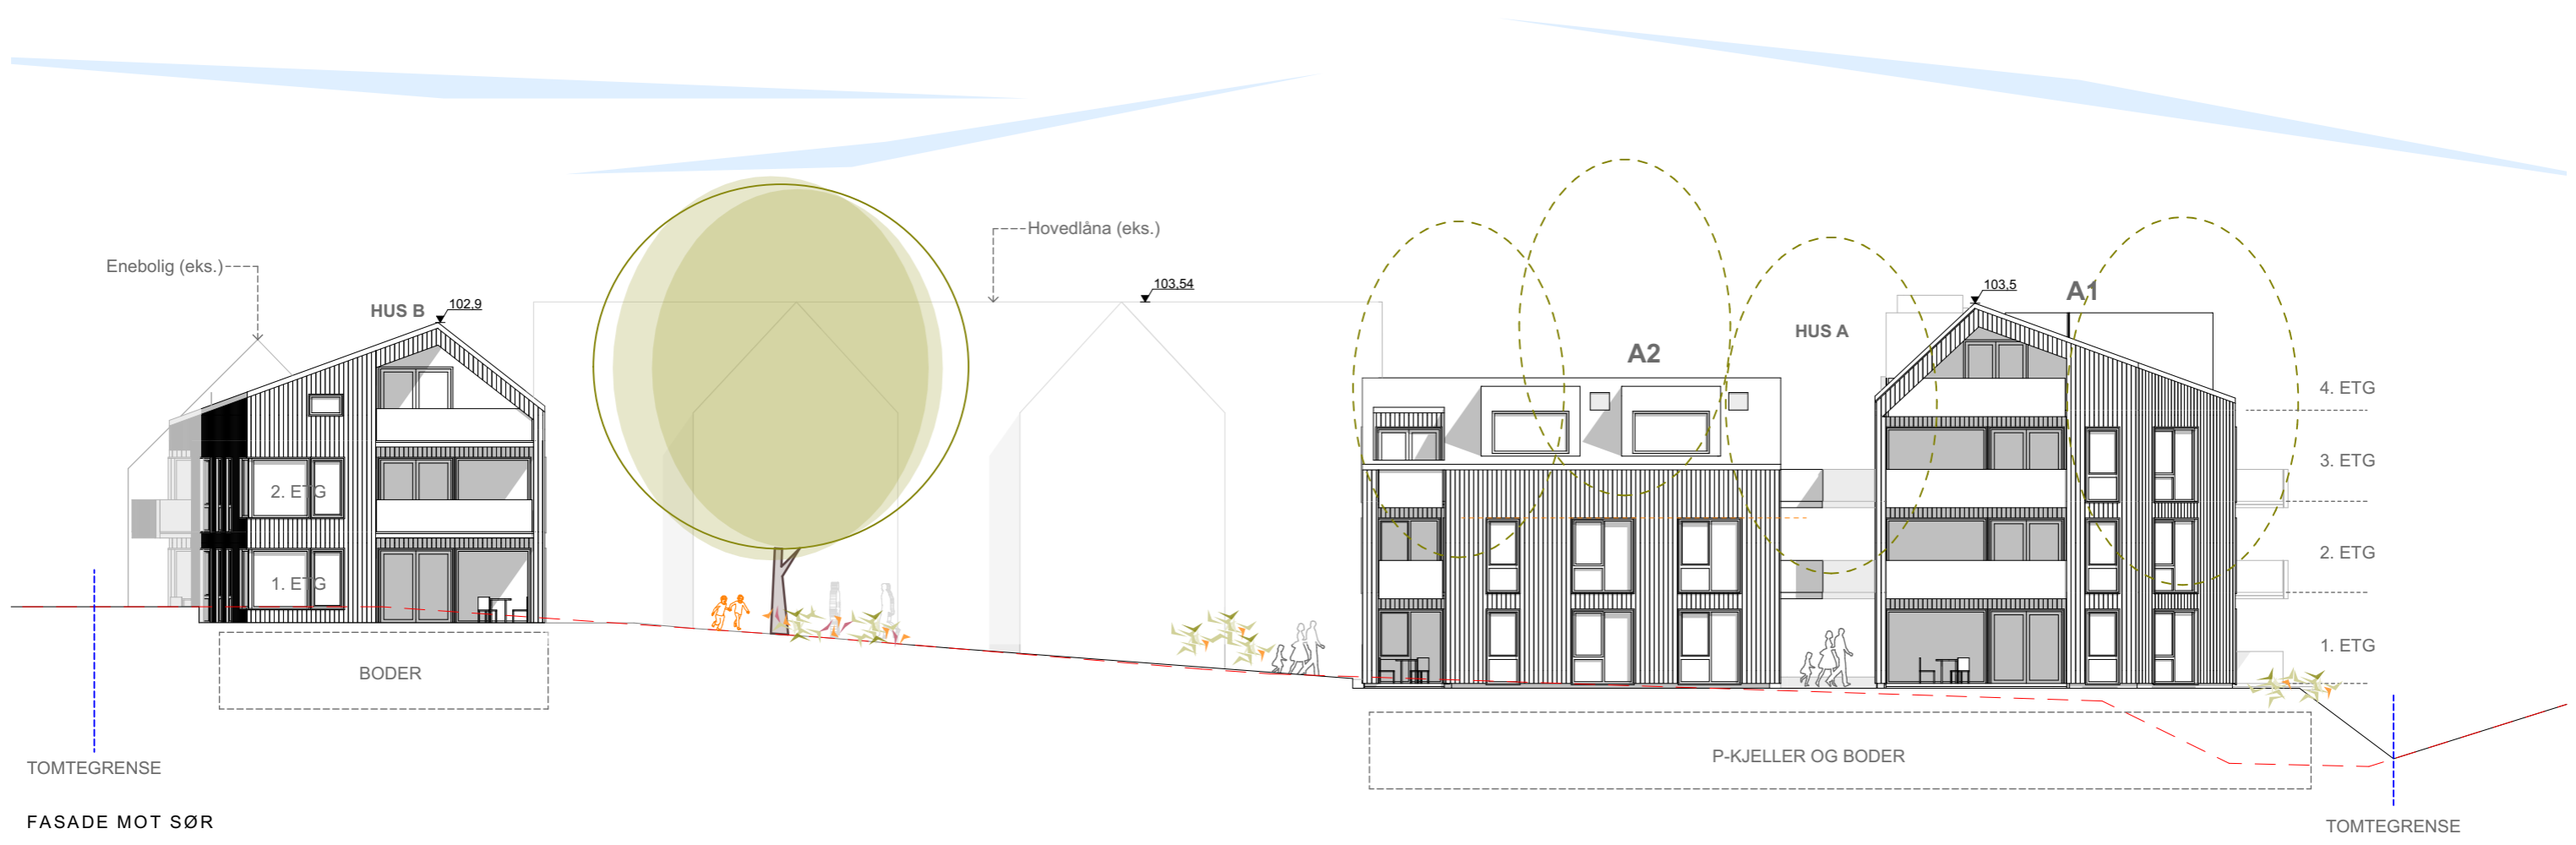 Hovedlåna (eks.)
Enebolig (eks.)
103,54
103,5
A1
HUS B
102,9
HUS A
A2
4. ETG
3. ETG
2. ETG
2. ETG
1. ETG
1. ETG
BODER
P-KJELLER OG BODER
TOMTEGRENSE
FASADE MOT SØR
TOMTEGRENSE